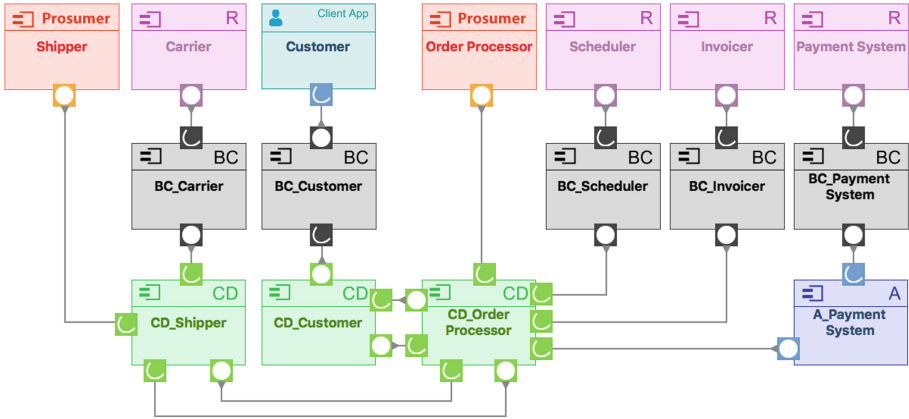 Prosumer
Shipper
R
Carrier
Client App
Customer
Prosumer
Order Processor
R
Scheduler
R
Invoicer
R
Payment System
BC
BC_Carrier
BC
BC_Customer
BC
BC_Scheduler
BC
BC_Invoicer
BC
BC_Payment
System
CD
CD_Shipper
CD
CD_Customer
CD
CD_Order
Processor
A
A_Payment
System